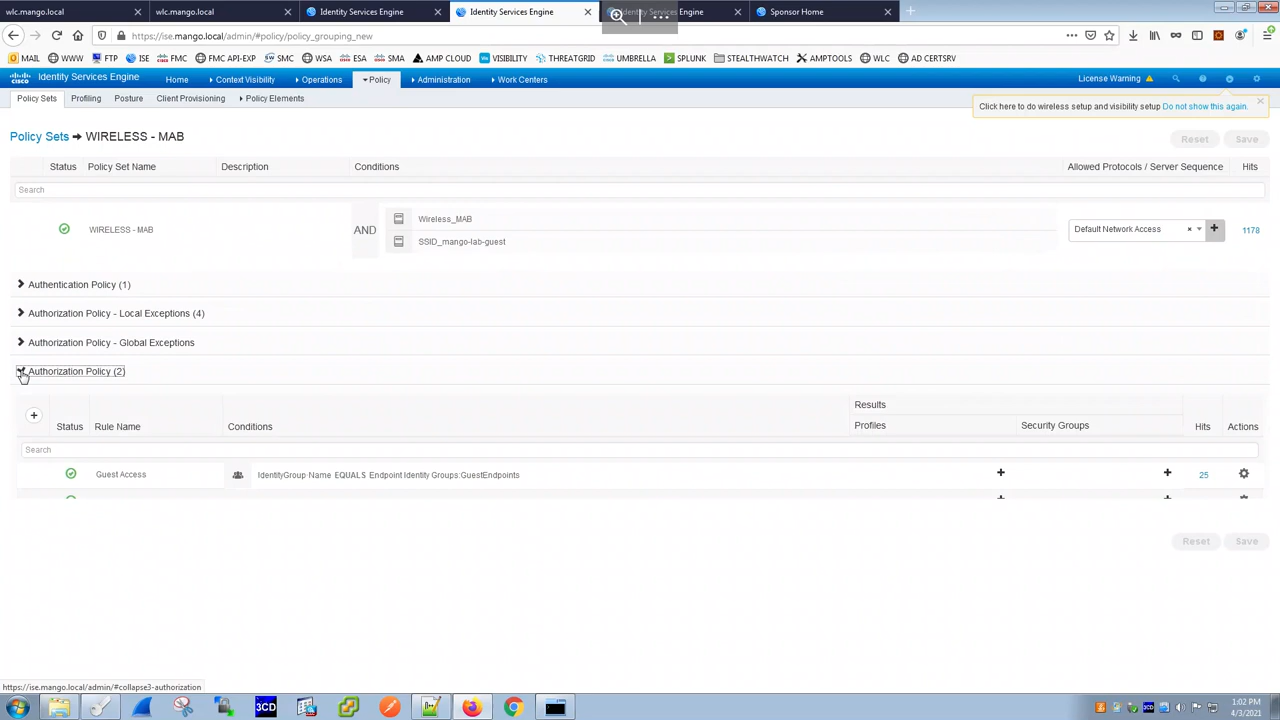 wlc.mango.local
wlc.mango.local
Identity Services Engine
Identity Services Engine
Identity Services Engine
Sponsor Home
https://ise.mango.local/admin/#policy/policy_grouping_new
MAIL WWW FTP ISE FMC FMC API-EXP SMC WSA ESA SMA AMP CLOUD VISIBILITY THREATGRID UMBRELLA SPLUNK STEALTHWATCH AMPTOOLS WLC AD CERTSRV
CISCO Identity Services Engine Home Context Visibility Operations Policy Administration Work Centers License Warning
Policy Sets Profiling Posture Client Provisioning Policy Elements
Click here to do wireless setup and visibility setup Do not show this again.
Policy Sets WIRELESS - MAB
Reset Save
Status Policy Set Name Description Conditions Allowed Protocols / Server Sequence Hits
Search
WIRELESS - MAB AND Wireless_MAB
SSID_mango-lab-guest
Default Network Access × 1178
Authentication Policy (1)
Authorization Policy - Local Exceptions (4)
Authorization Policy - Global Exceptions
Authorization Policy (2)
Results
Status Rule Name Conditions Profiles Security Groups Hits Actions
Search
Guest Access IdentityGroup·Name EQUALS Endpoint Identity Groups:GuestEndpoints 25
Reset Save
https://ise.mango.local/admin/#collapse3-authorization
3CD
1:02 PM
4/3/2021